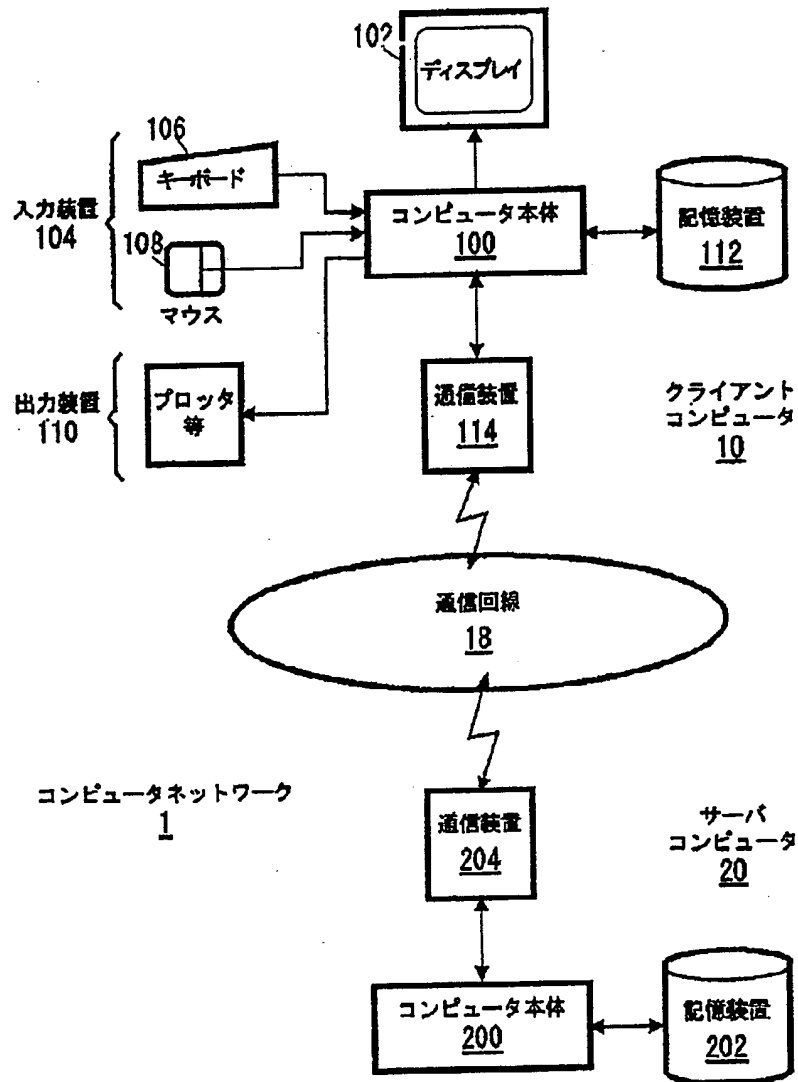 102
ディスプレイ
106
キーボード
入力装置
104
108
マウス
コンピュータ本体
100
記憶装置
112
出力装置
110
プロッタ
等
通信装置
114
クライアント
コンピュータ
10
通信回線
18
コンピュータネットワーク
1
通信装置
204
サーバ
コンピュータ
20
コンピュータ本体
200
記憶装置
202